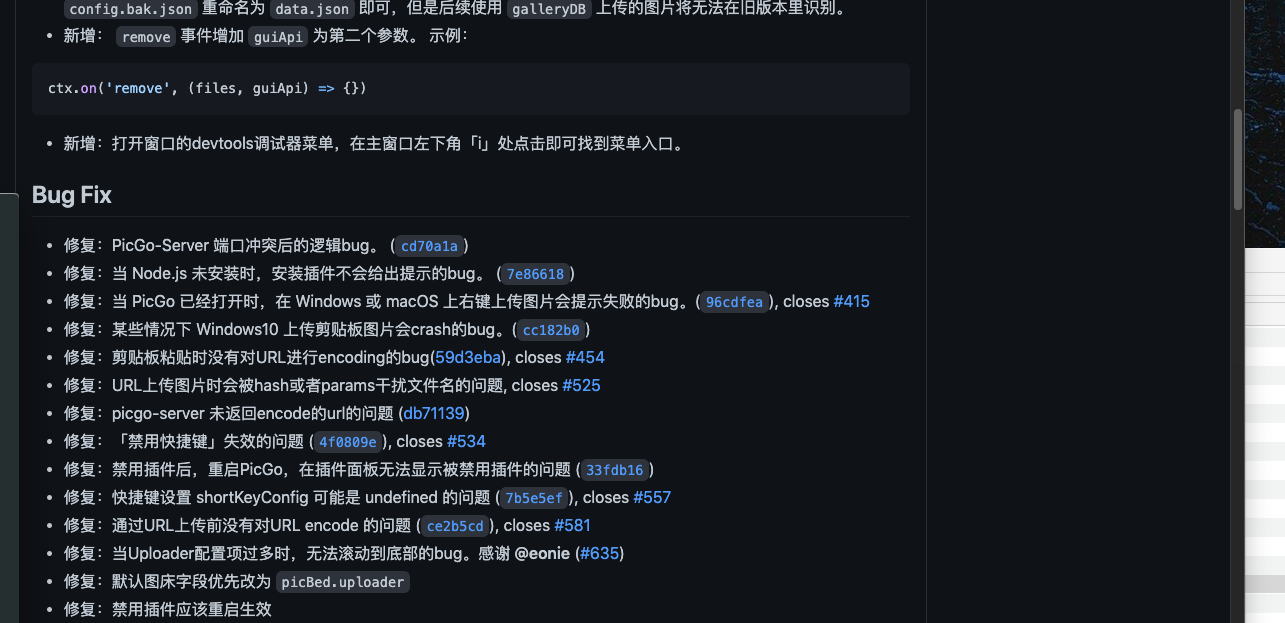 config.bak.json 重命名为 data.json 即可，但是后续使用 galleryDB 上传的图片将无法在旧版本里识别。
• 新增： remove 事件增加 guiApi 为第二个参数。 示例：
ctx.on('remove', (files, guiApi) => {})
• 新增：打开窗口的devtools调试器菜单，在主窗口左下角「i」处点击即可找到菜单入口。
Bug Fix
• 修复：PicGo-Server 端口冲突后的逻辑bug。 (cd70a1a)
• 修复：当 Node.js 未安装时，安装插件不会给出提示的bug。 (7e86618)
• 修复：当 PicGo 已经打开时，在 Windows 或 macOS 上右键上传图片会提示失败的bug。(96cdfea), closes #415
• 修复：某些情况下 Windows10 上传剪贴板图片会crash的bug。(cc182b0)
• 修复：剪贴板粘贴时没有对URL进行encoding的bug(59d3eba), closes #454
• 修复：URL上传图片时会被hash或者params干扰文件名的问题, closes #525
• 修复：picgo-server 未返回encode的url的问题 (db71139)
• 修复：「禁用快捷键」失效的问题 (4f0809e), closes #534
• 修复：禁用插件后，重启PicGo，在插件面板无法显示被禁用插件的问题 (33fdb16)
• 修复：快捷键设置 shortKeyConfig 可能是 undefined 的问题 (7b5e5ef), closes #557
• 修复：通过URL上传前没有对URL encode 的问题 (ce2b5cd), closes #581
• 修复：当Uploader配置项过多时，无法滚动到底部的bug。感谢 @eonie (#635)
• 修复：默认图床字段优先改为 picBed.uploader
• 修复：禁用插件应该重启生效